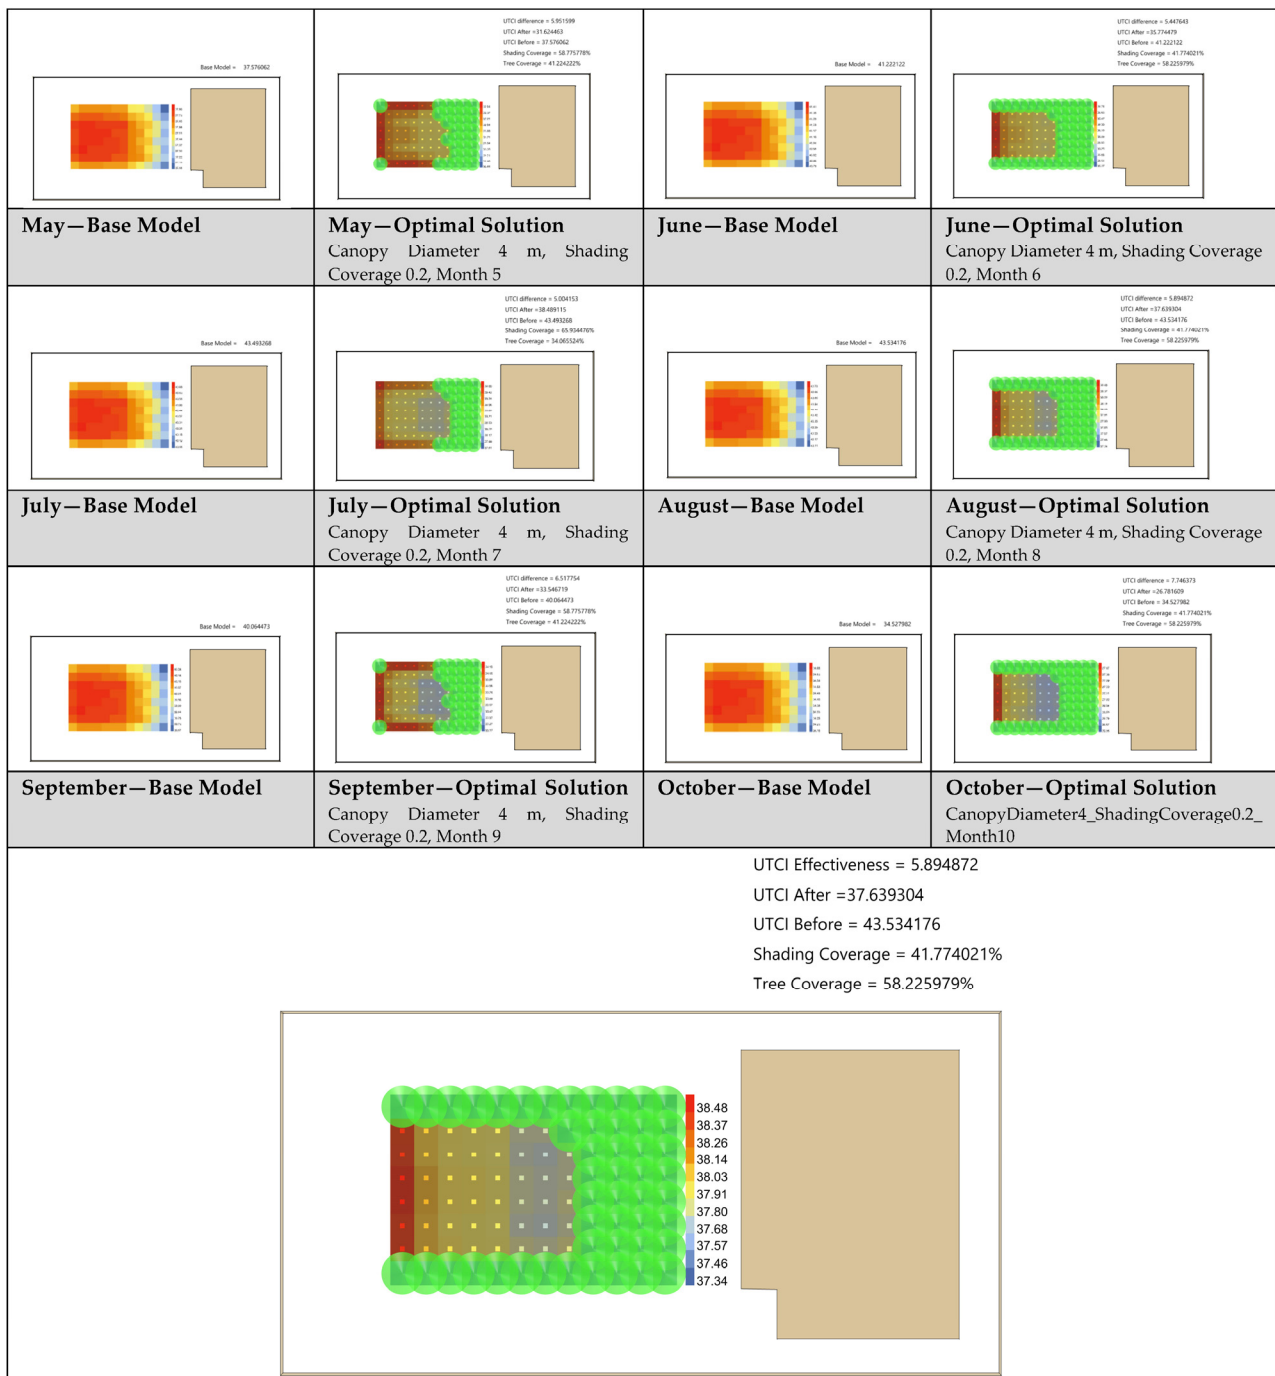 Base Model = 37.576062
UTCI difference = 5.951599
UTCI After =31.624463
UTCI Before = 37.576062
Shading Coverage = 58.775778%
Tree Coverage = 41.224222%
Base Model = 41.222122
UTCI difference = 5.447643
UTCI After =35.774479
UTCI Before = 41.222122
Shading Coverage = 41.774021%
Tree Coverage = 58.225979%
May—Base Model
May—Optimal Solution
Canopy Diameter 4 m, Shading
Coverage 0.2, Month 5
June—Base Model
June—Optimal Solution
Canopy Diameter 4 m, Shading Coverage
0.2, Month 6
Base Model = 43.493268
UTCI difference = 5.004153
UTCI After =38.489115
UTCI Before = 43.493268
Shading Coverage = 65.934476%
Tree Coverage = 34.065524%
Base Model = 43.534176
UTCI difference = 5.894872
UTCI After =37.639304
UTCI Before = 43.534176
Shading Coverage = 41.774021%
Tree Coverage = 58.225979%
July—Base Model
July—Optimal Solution
Canopy Diameter 4 m, Shading
Coverage 0.2, Month 7
August—Base Model
August—Optimal Solution
Canopy Diameter 4 m, Shading Coverage
0.2, Month 8
Base Model = 40.064473
UTCI difference = 6.517754
UTCI After =33.546719
UTCI Before = 40.064473
Shading Coverage = 58.775778%
Tree Coverage = 41.224222%
Base Model = 34.527982
UTCI difference = 7.746373
UTCI After =26.781609
UTCI Before = 34.527982
Shading Coverage = 41.774021%
Tree Coverage = 58.225979%
September—Base Model
September—Optimal Solution
Canopy Diameter 4 m, Shading
Coverage 0.2, Month 9
October—Base Model
October—Optimal Solution
CanopyDiameter4_ShadingCoverage0.2_
Month10
UTCI Effectiveness = 5.894872
UTCI After =37.639304
UTCI Before = 43.534176
Shading Coverage = 41.774021%
Tree Coverage = 58.225979%
38.48
38.37
38.26
38.14
38.03
37.91
37.80
37.68
37.57
37.46
37.34